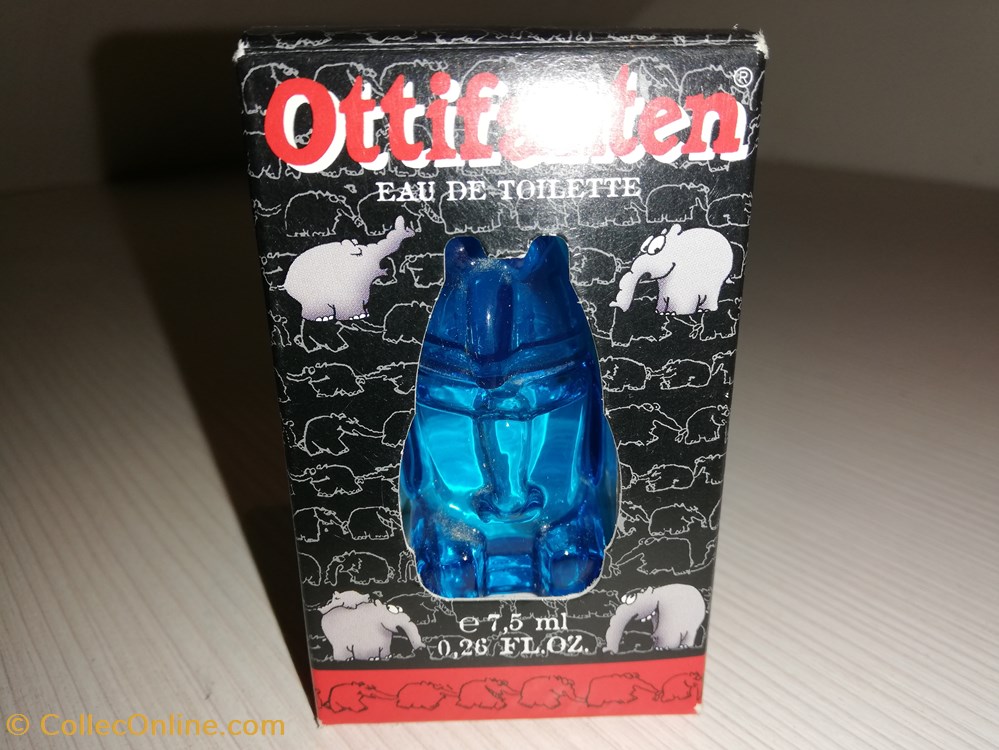 Ottifanten®
EAU DE TOILETTE
℮ 7,5 ml
0,26 FL.OZ.
© CollecOnline.com